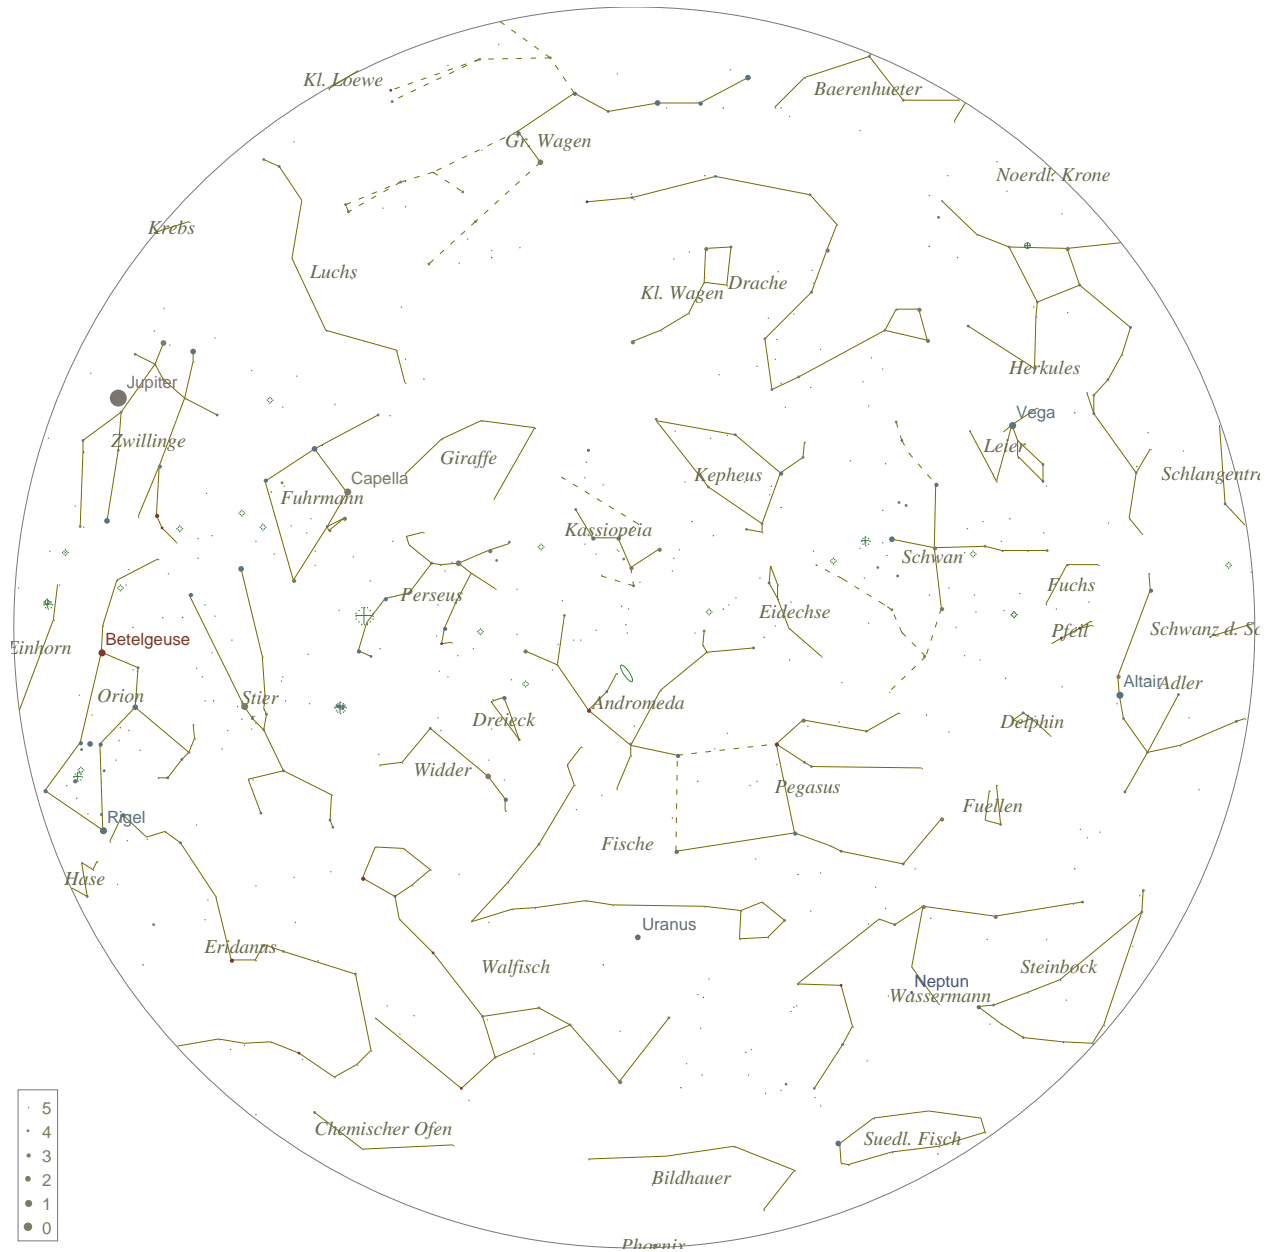 Kl. Loewe
Baerenhueter
Gr. Wagen
Noerdl. Krone
Krebs
Luchs
Drache
Kl. Wagen
Herkules
Jupiter
Vega
Zwillinge
Leier
Giraffe
Kepheus
Schlangentr
Capella
Fuhrmann
Kassiopeia
Schwan
Fuchs
Perseus
Eidechse
Pfeil
Schwanz d. Sc
Betelgeuse
Einhorn
Altair
Adler
Orion
Stier
Andromeda
Dreieck
Delphin
Widder
Pegasus
Fuellen
Rigel
Fische
Hase
Uranus
Eridanus
Walfisch
Steinbock
Neptun
Wassermann
Chemischer Ofen
Suedl. Fisch
Bildhauer
Phoenix
5
4
3
2
1
0